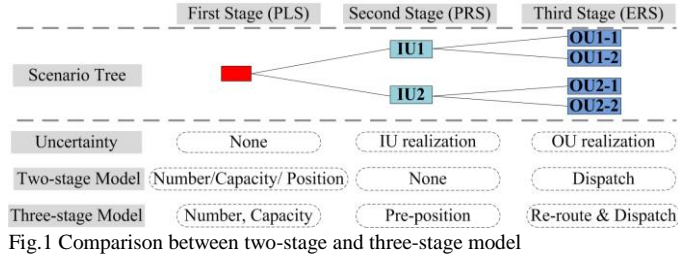 First Stage (PLS) Second Stage (PRS) Third Stage (ERS)
OU1-1
IU1
OU1-2
Scenario Tree
OU2-1
IU2
OU2-2
Uncertainty None IU realization OU realization
Two-stage Model Number/Capacity/ Position None Dispatch
Three-stage Model Number, Capacity Pre-position Re-route & Dispatch
Fig.1 Comparison between two-stage and three-stage model